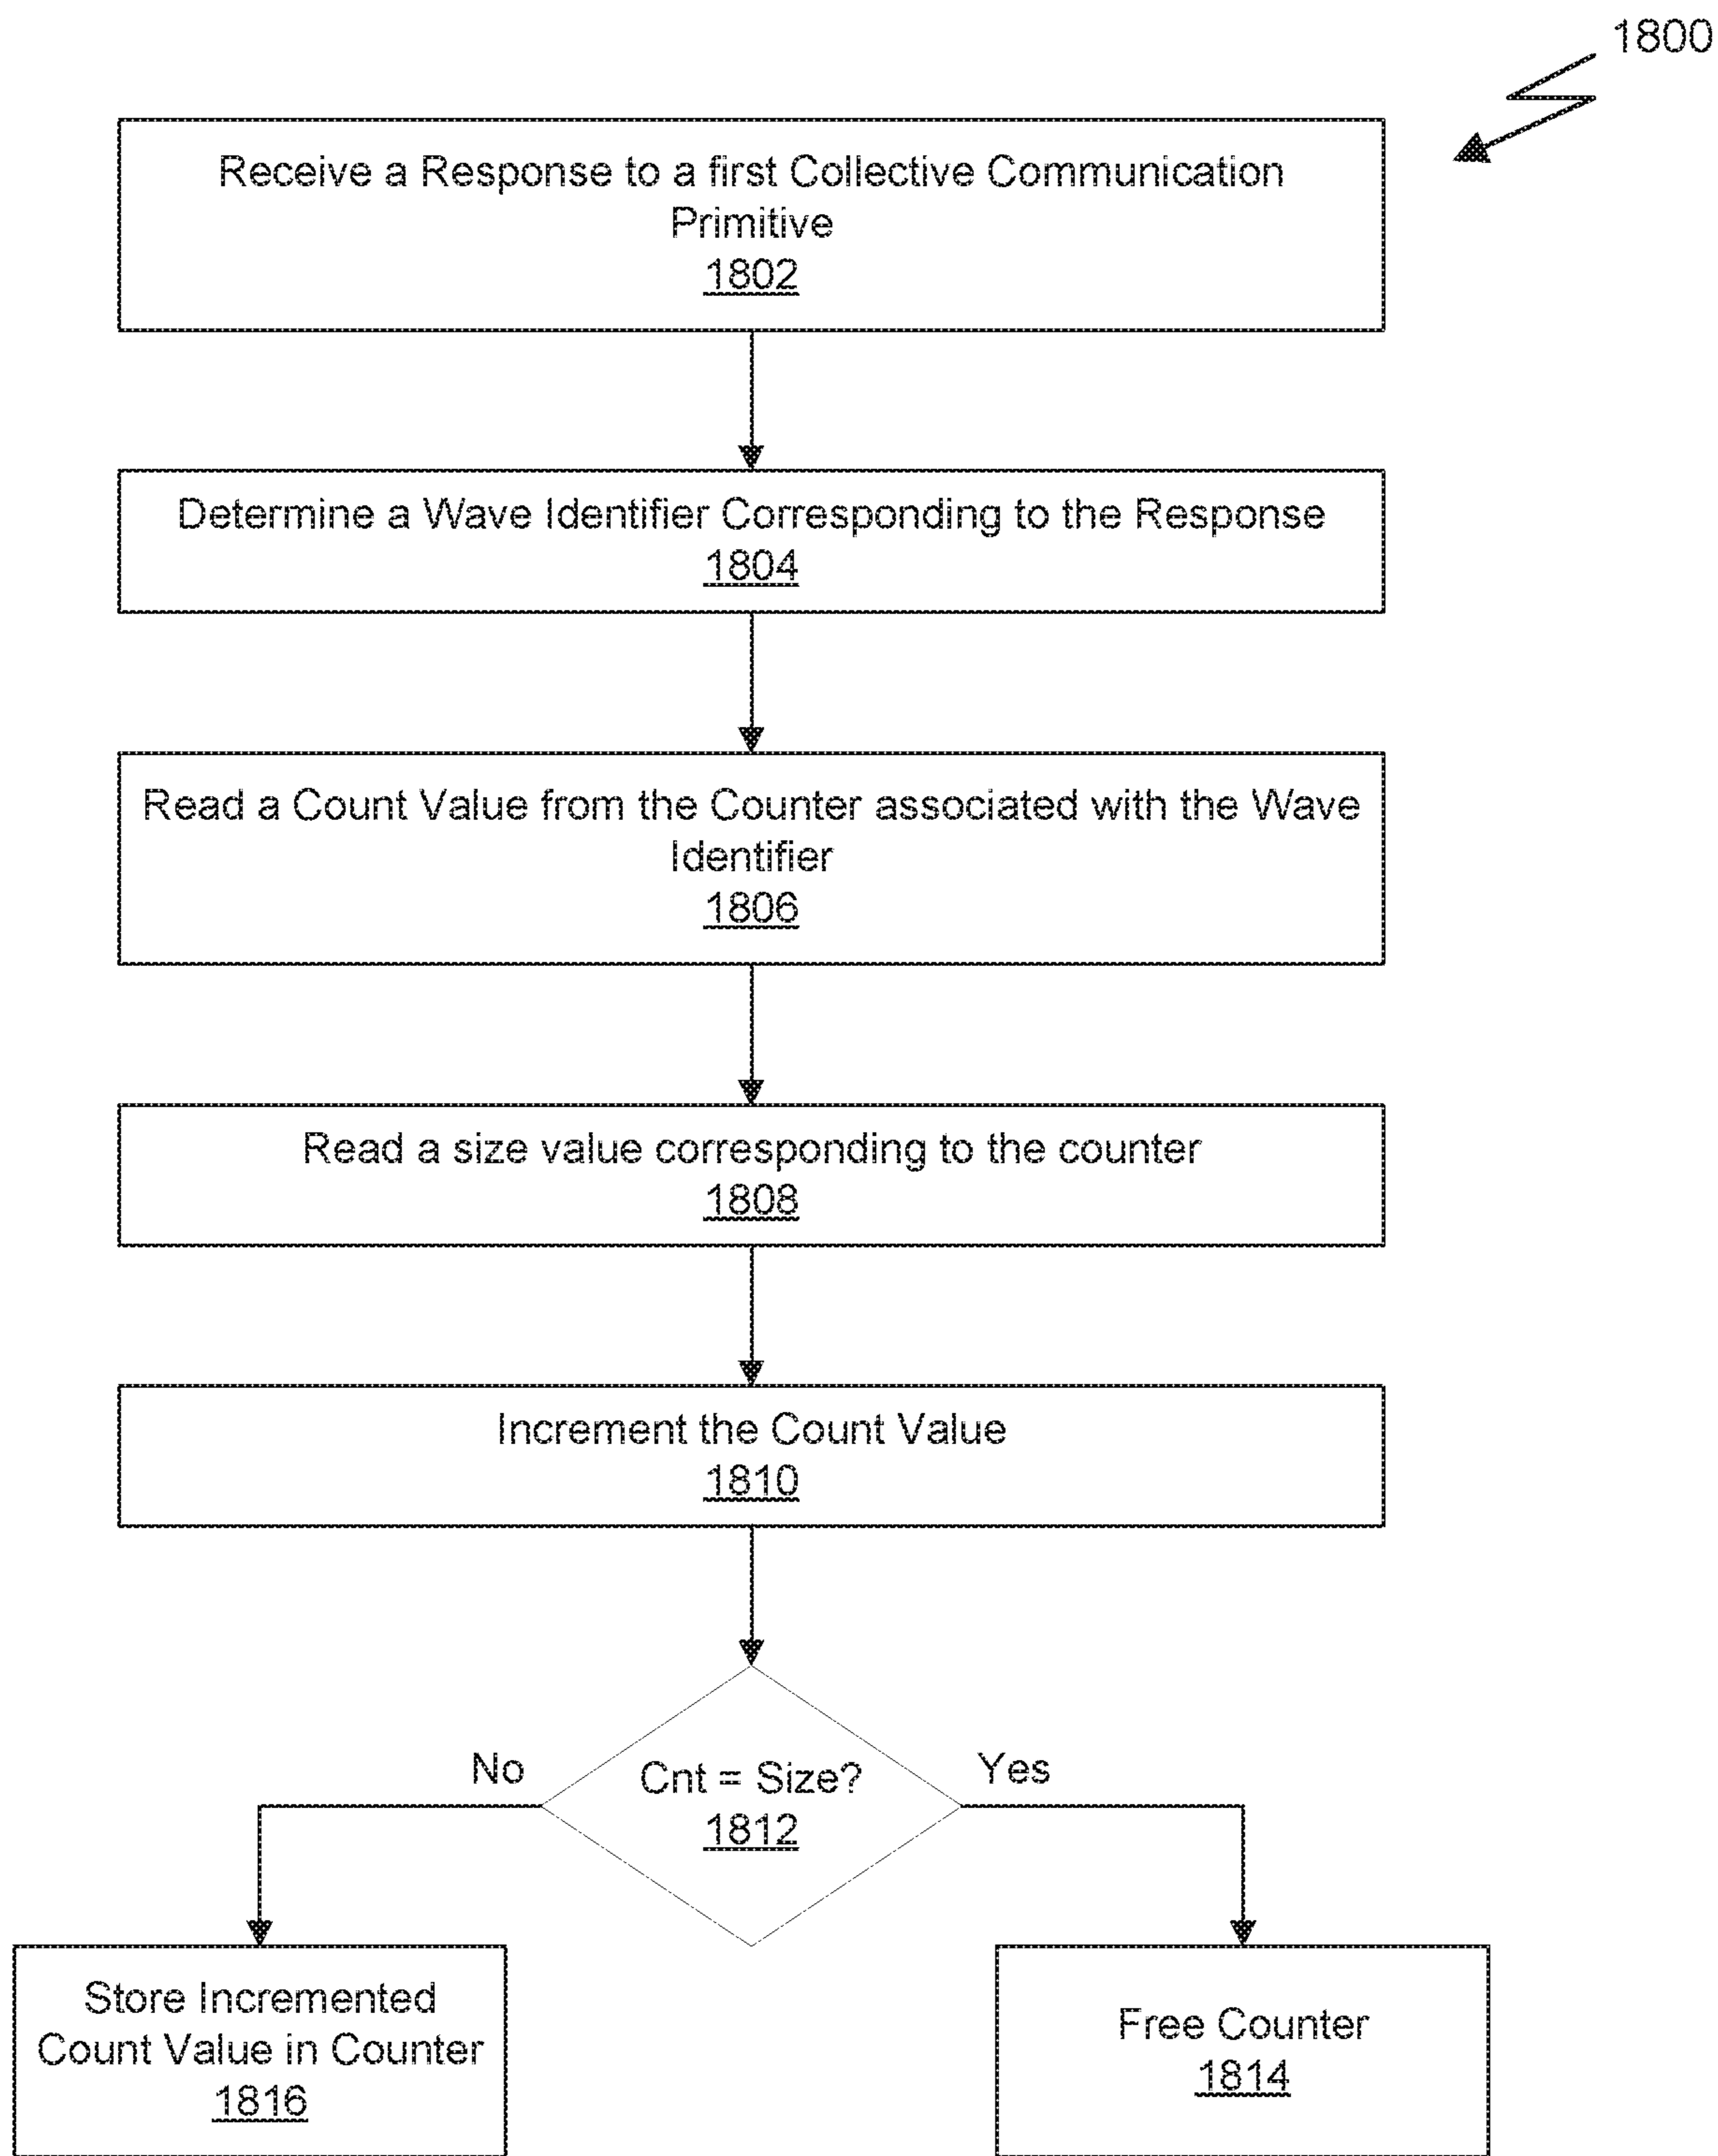 1800
Receive a Response to a first Collective Communication
Primitive
1802
Determine a Wave Identifier Corresponding to the Response
1804
Read a Count Value from the Counter associated with the Wave
Identifier
1806
Read a size value corresponding to the counter
1808
Increment the Count Value
1810
No
Cnt = Size?
1812
Yes
Store Incremented
Count Value in Counter
1816
Free Counter
1814